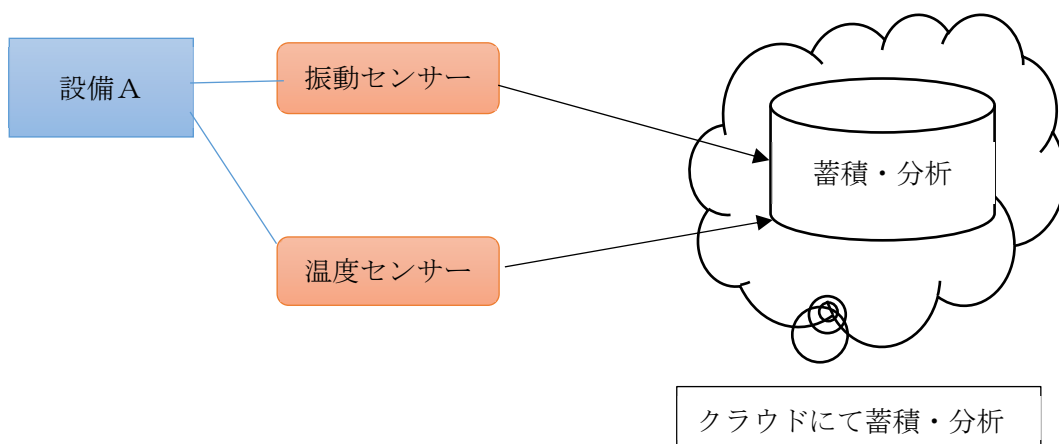 設備Ａ
振動センサー
蓄積・分析
温度センサー
クラウドにて蓄積・分析